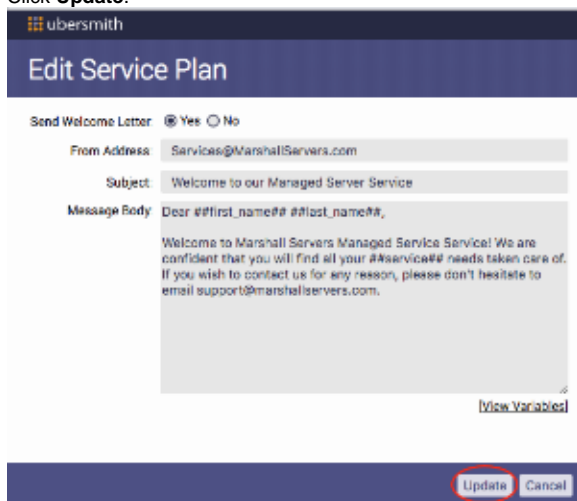 Click Update.
ubersmith
Edit Service Plan
Send Welcome Letter: Yes No
From Address: Services@MarshallServers.com
Subject: Welcome to our Managed Server Service
Message Body: Dear ##first_name## ##last_name##,
Welcome to Marshall Servers Managed Service Service! We are
confident that you will find all your ##service## needs taken care of.
If you wish to contact us for any reason, please don't hesitate to
email support@marshallservers.com.
[View Variables]
Update Cancel